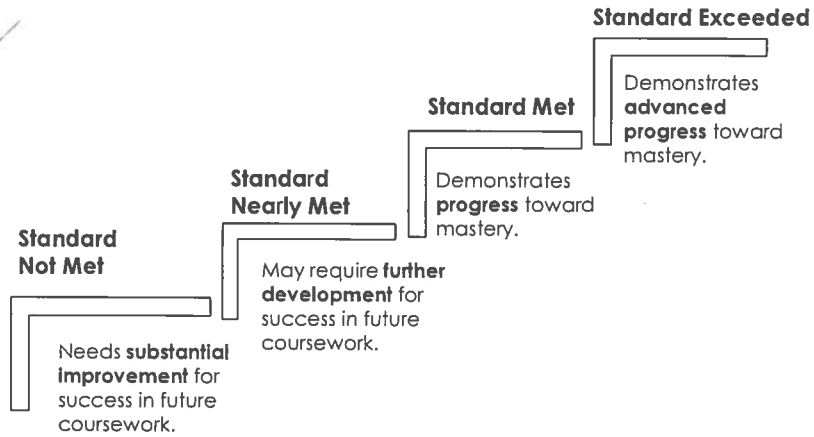 Standard Exceeded
Demonstrates
advanced
progress toward
mastery.
Standard Met
Demonstrates
progress toward
mastery.
Standard
Nearly Met
May require further
development for
success in future
coursework.
Standard
Not Met
Needs substantial
improvement for
success in future
coursework.